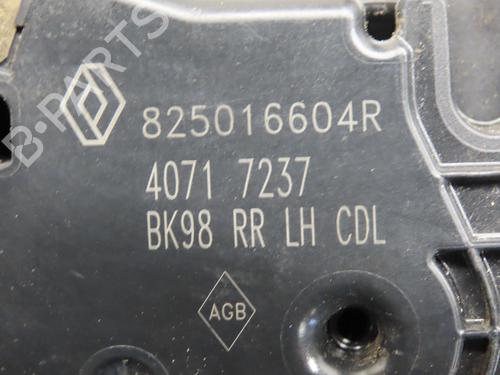 825016604R
4071 7237
BK98 RR LH CDL
AGB
B-PARTS